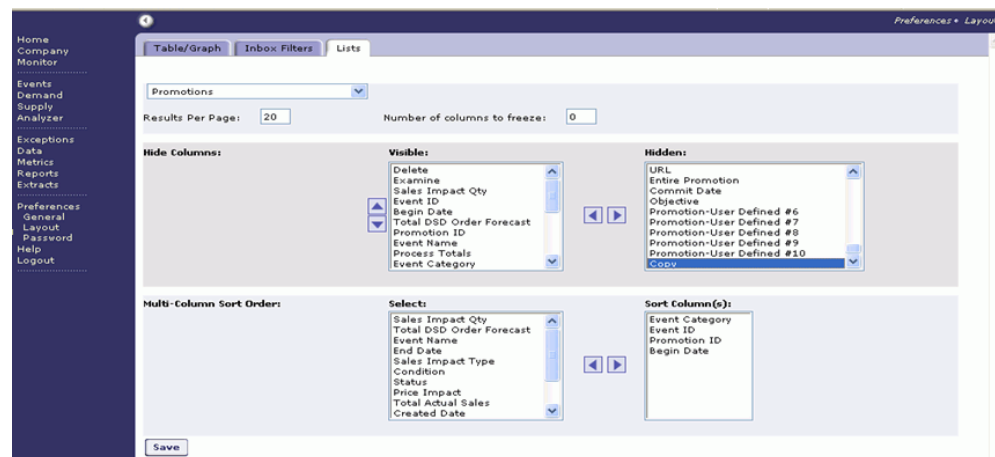 Preferences • Layou
Home
Company
Monitor
Events
Demand
Supply
Analyzer
Exceptions
Data
Metrics
Reports
Extracts
Preferences
General
Layout
Password
Help
Logout
Table/Graph Inbox Filters Lists
Promotions
Results Per Page: 20 Number of columns to freeze: 0
Hide Columns: Visible: Hidden:
Delete
Examine
Sales Impact Qty
Event ID
Begin Date
Total DSD Order Forecast
Promotion ID
Event Name
Process Totals
Event Category
URL
Entire Promotion
Commit Date
Objective
Promotion-User Defined #6
Promotion-User Defined #7
Promotion-User Defined #8
Promotion-User Defined #9
Promotion-User Defined #10
Copy
Multi-Column Sort Order: Select: Sort Column(s):
Sales Impact Qty
Total DSD Order Forecast
Event Name
End Date
Sales Impact Type
Condition
Status
Price Impact
Total Actual Sales
Created Date
Event Category
Event ID
Promotion ID
Begin Date
Save